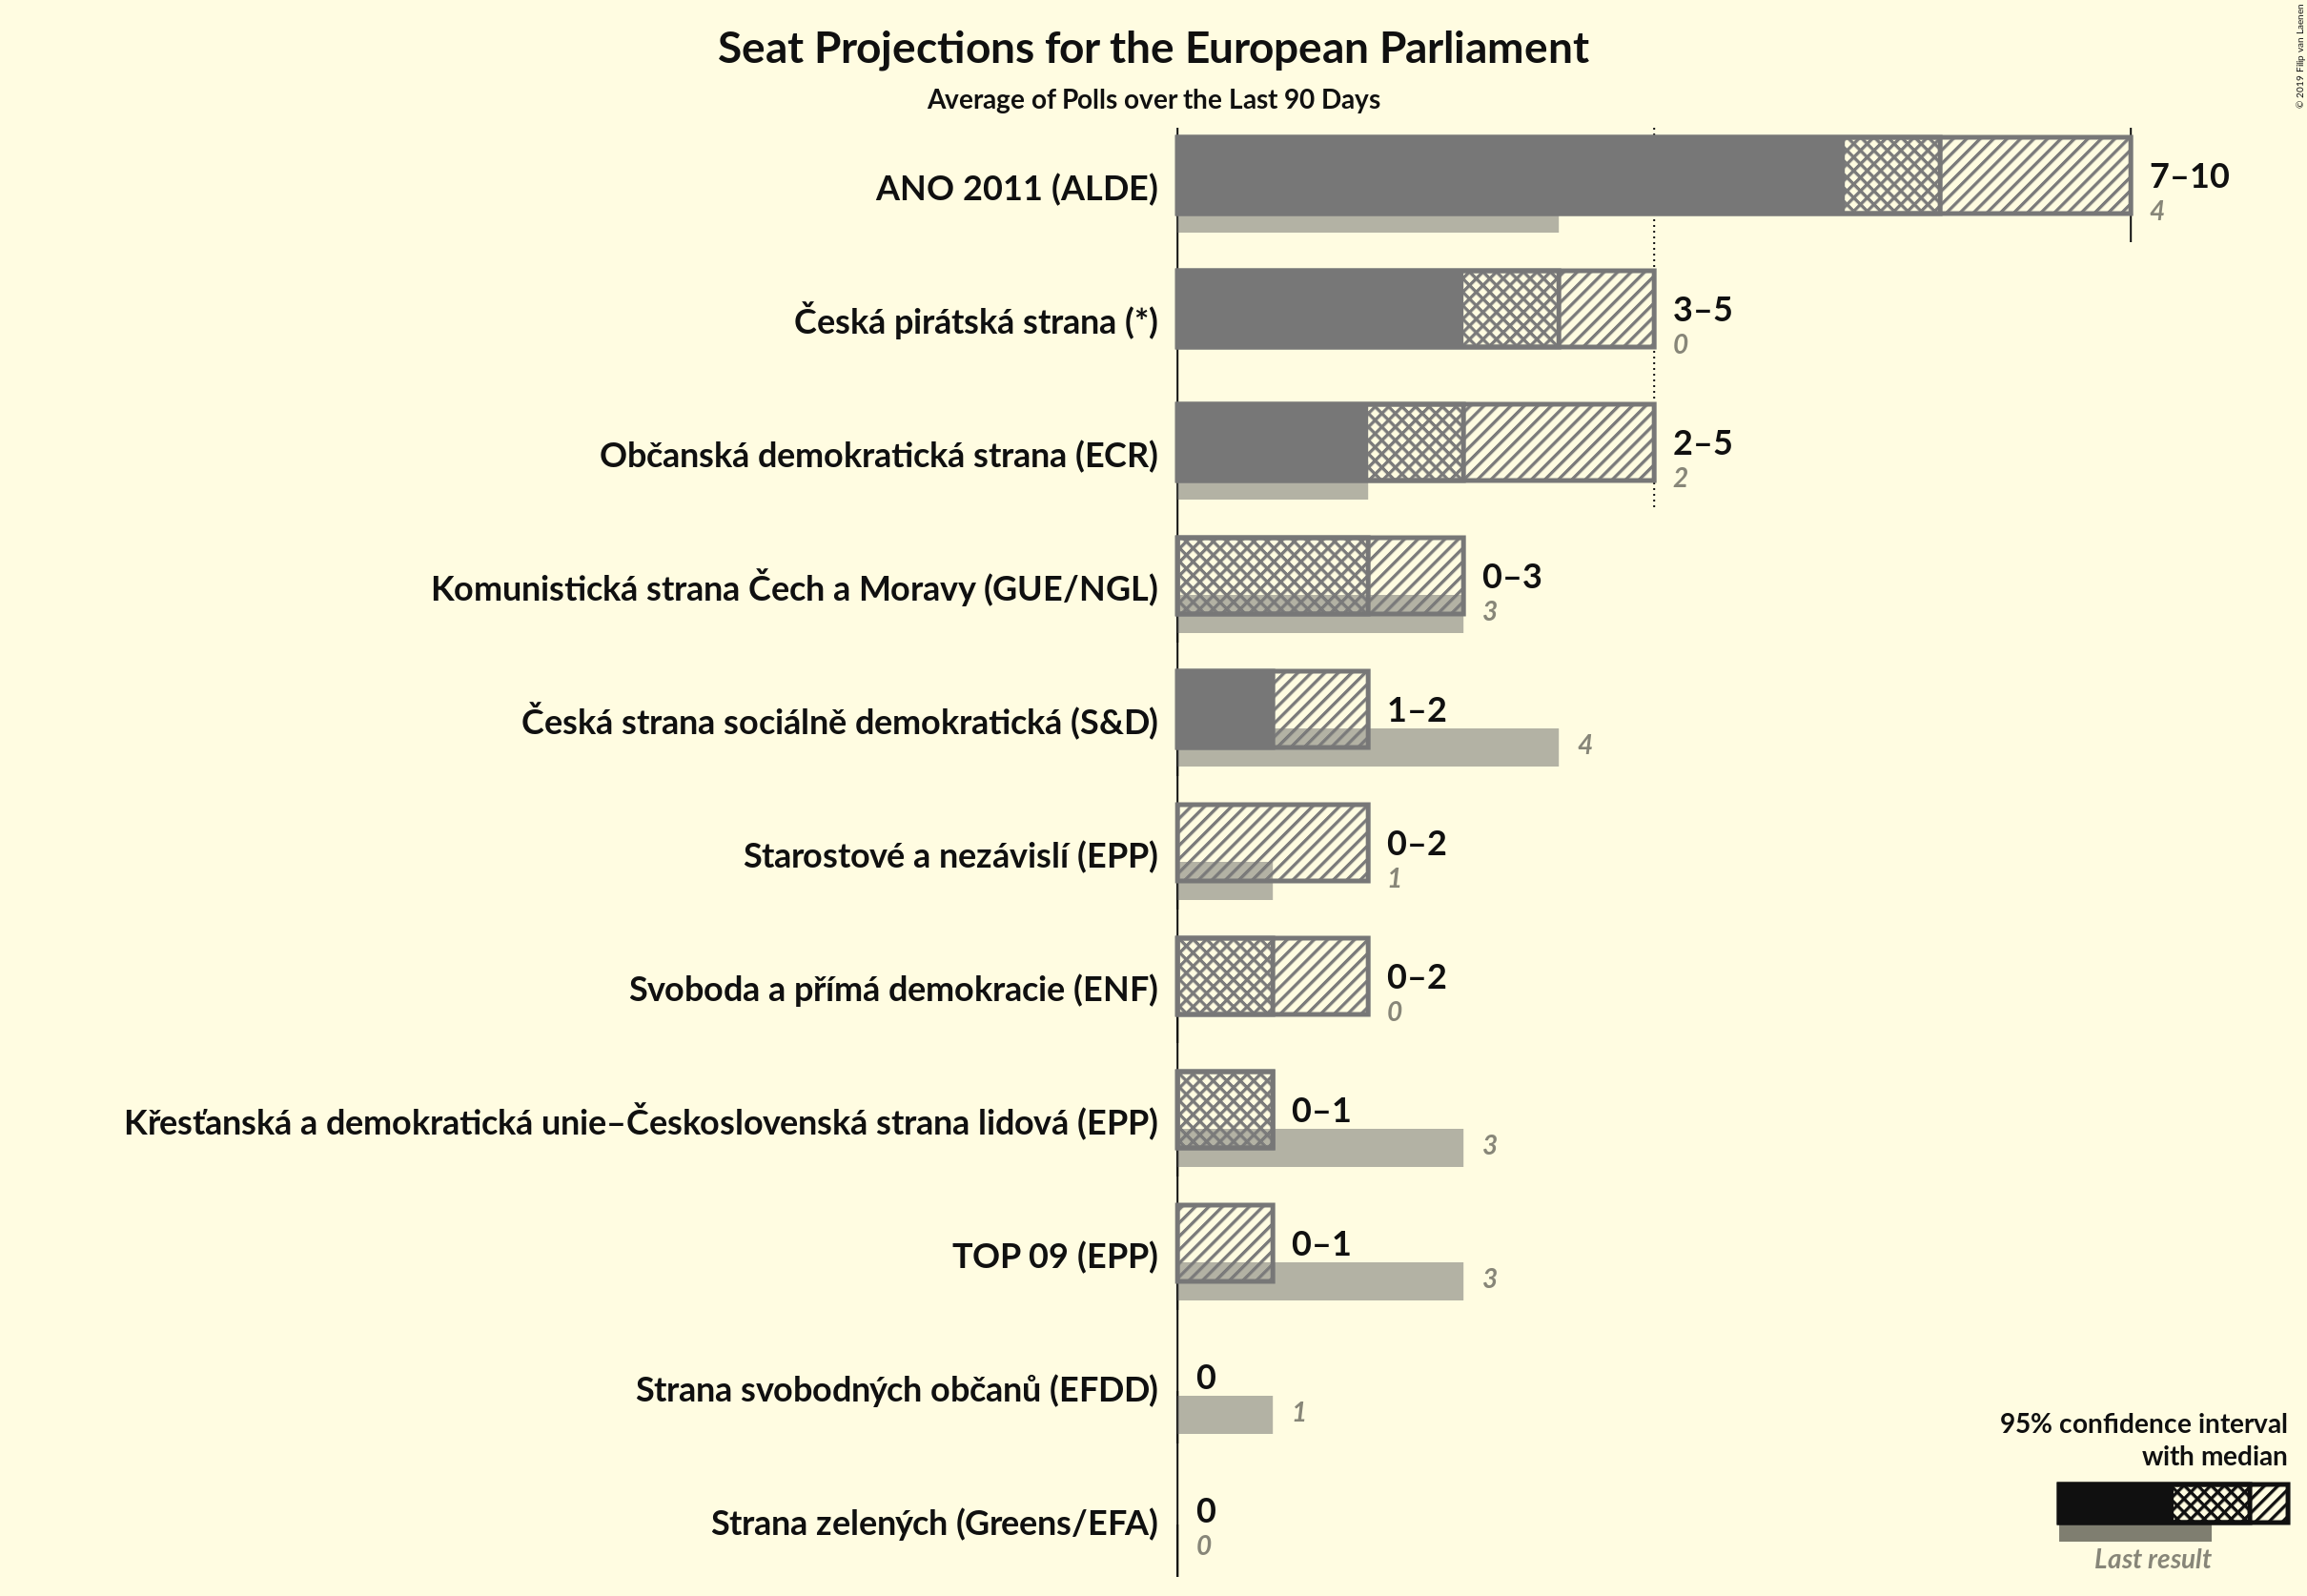 Seat Projections for the European Parliament
Average of Polls over the Last 90 Days
© 2019 Filip van Laenen
ANO 2011 (ALDE)
7–10
4
Česká pirátská strana (*)
3–5
0
Občanská demokratická strana (ECR)
2–5
2
Komunistická strana Čech a Moravy (GUE/NGL)
0–3
3
Česká strana sociálně demokratická (S&D)
1–2
4
Starostové a nezávislí (EPP)
0–2
1
Svoboda a přímá demokracie (ENF)
0–2
0
Křesťanská a demokratická unie–Československá strana lidová (EPP)
0–1
3
TOP 09 (EPP)
0–1
3
Strana svobodných občanů (EFDD)
0
1
Strana zelených (Greens/EFA)
0
0
95% confidence interval
with median
Last result